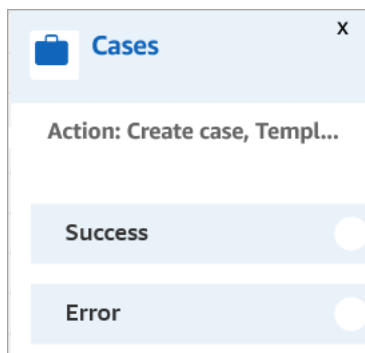 x
Cases
Action: Create case, Templ...
Success
Error